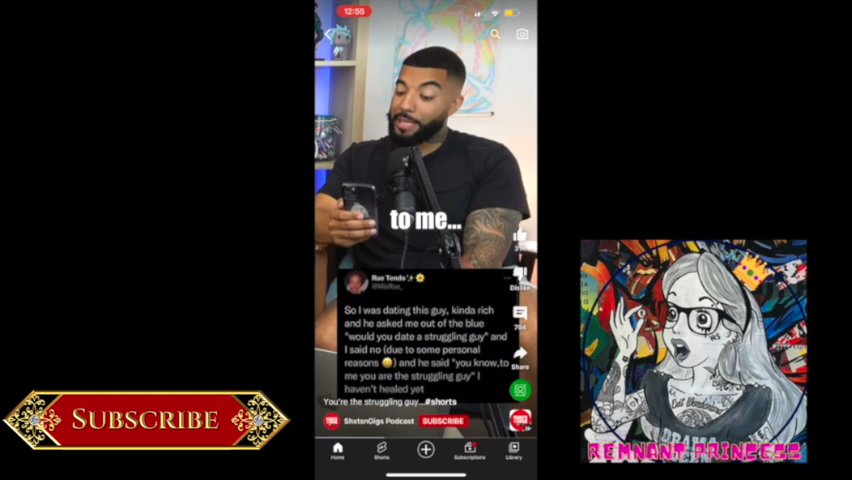 12:55
to me...
Rue Tendo
@MiaRue_
So I was dating this guy, kinda rich
and he asked me out of the blue
"would you date a struggling guy" and
I said no (due to some personal
reasons 😅) and he said "you know,to
me you are the struggling guy" I
haven't healed yet
Dislike
794
Share
You're the struggling guy...#shorts
ShxtsnGigs Podcast SUBSCRIBE
Home Shorts Subscriptions Library
SUBSCRIBE
REMNANT PRINCESS